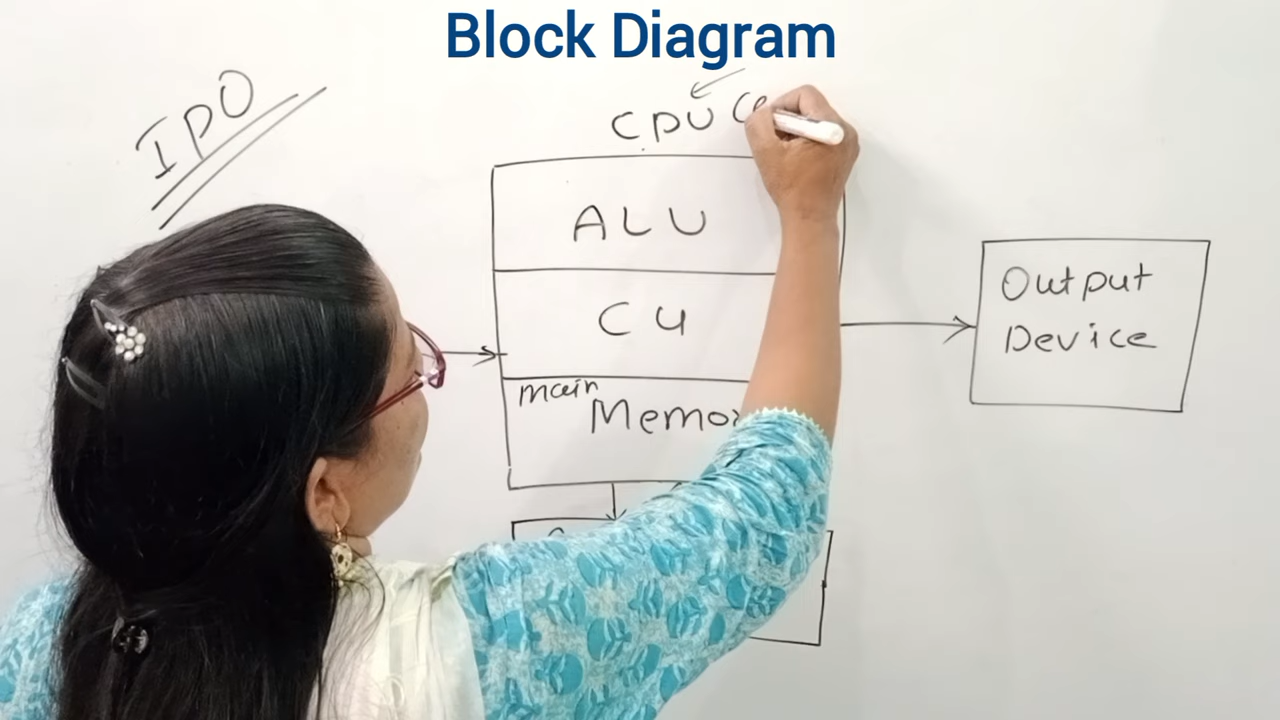 Block Diagram
IPO
CPU
ALU
CU
main
Output
Device